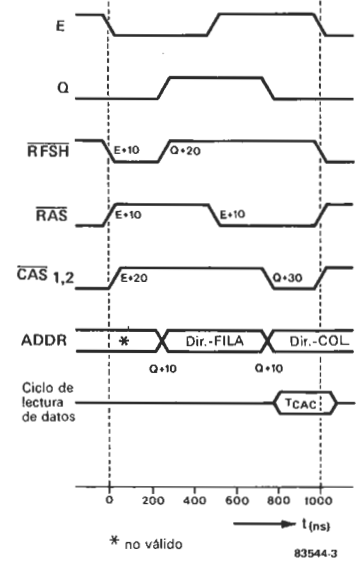 E
Q
RFSH
E+10 Q+20
RAS
E+10 E+10
CAS 1,2
E+20 Q+30
ADDR
* Dir.-FILA Dir.-COL.
Q+10 Q+10
Ciclo de
lectura
de datos
TCAC
0 200 400 600 800 1000
t(ns)
* no válido
83544-3